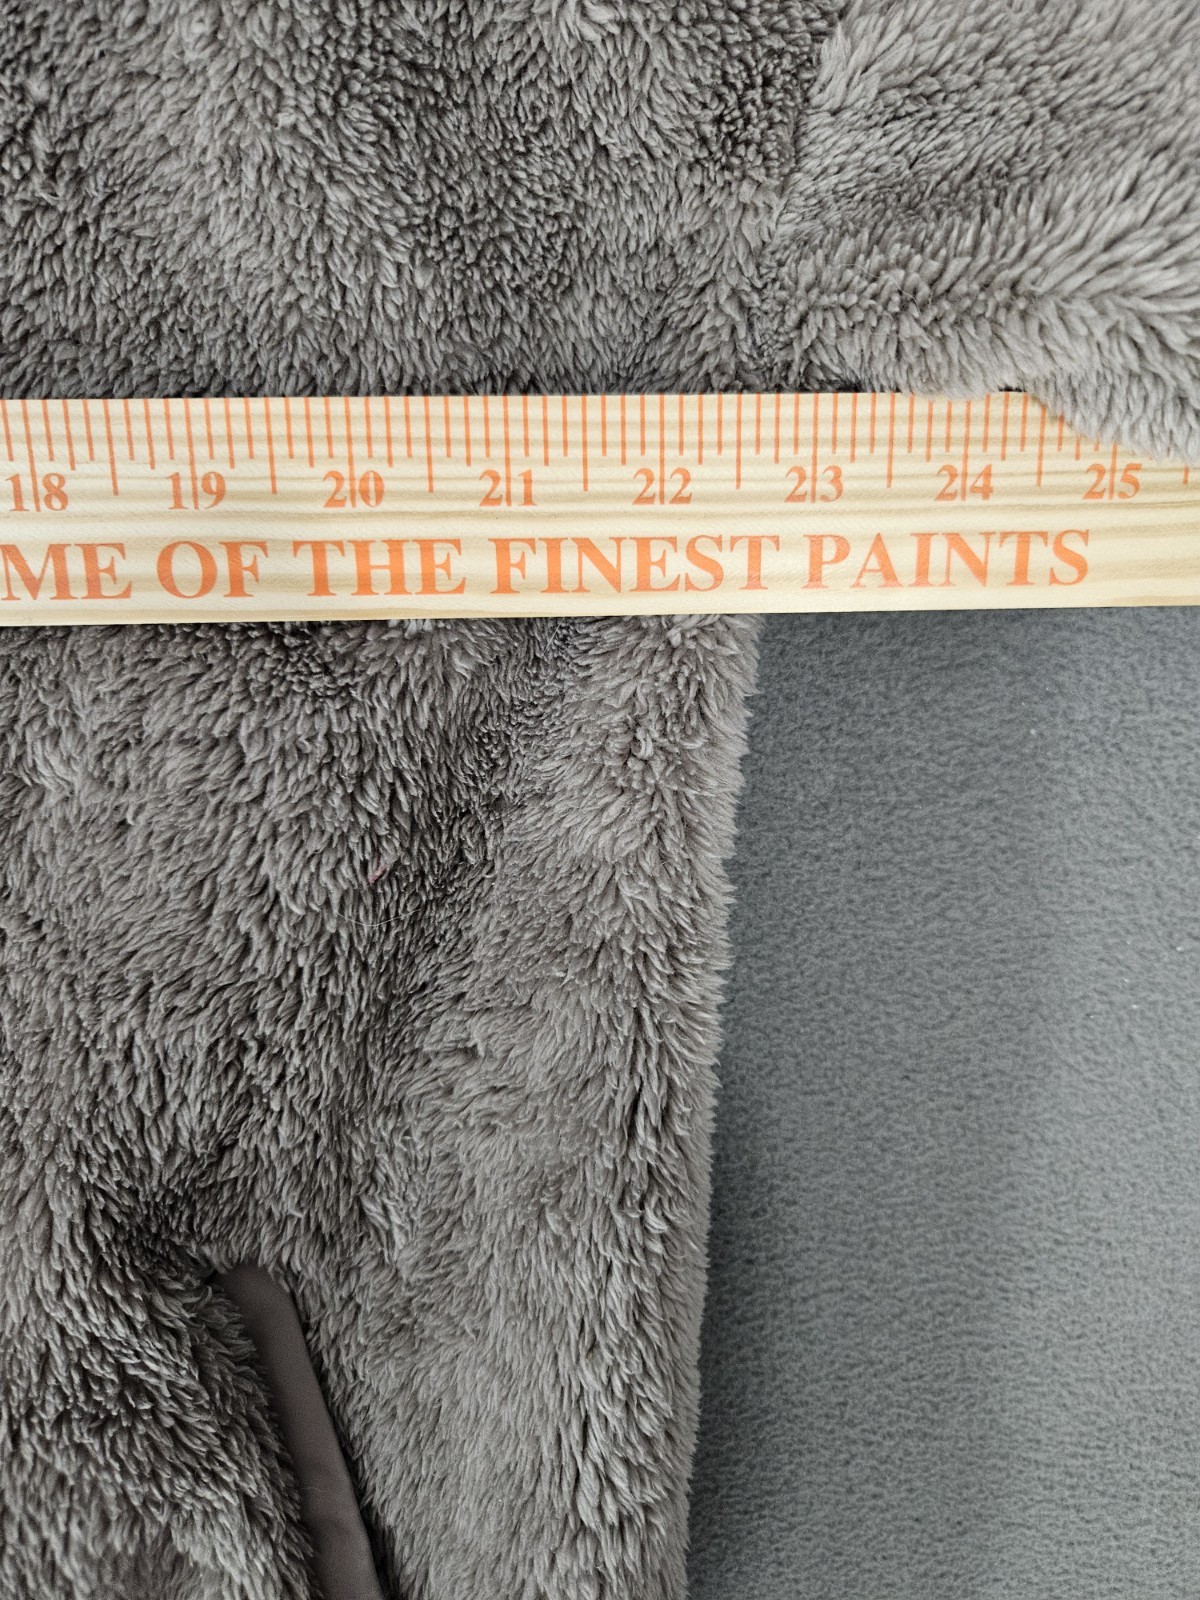 18 19 20 21 22 23 24 25
ME OF THE FINEST PAINTS